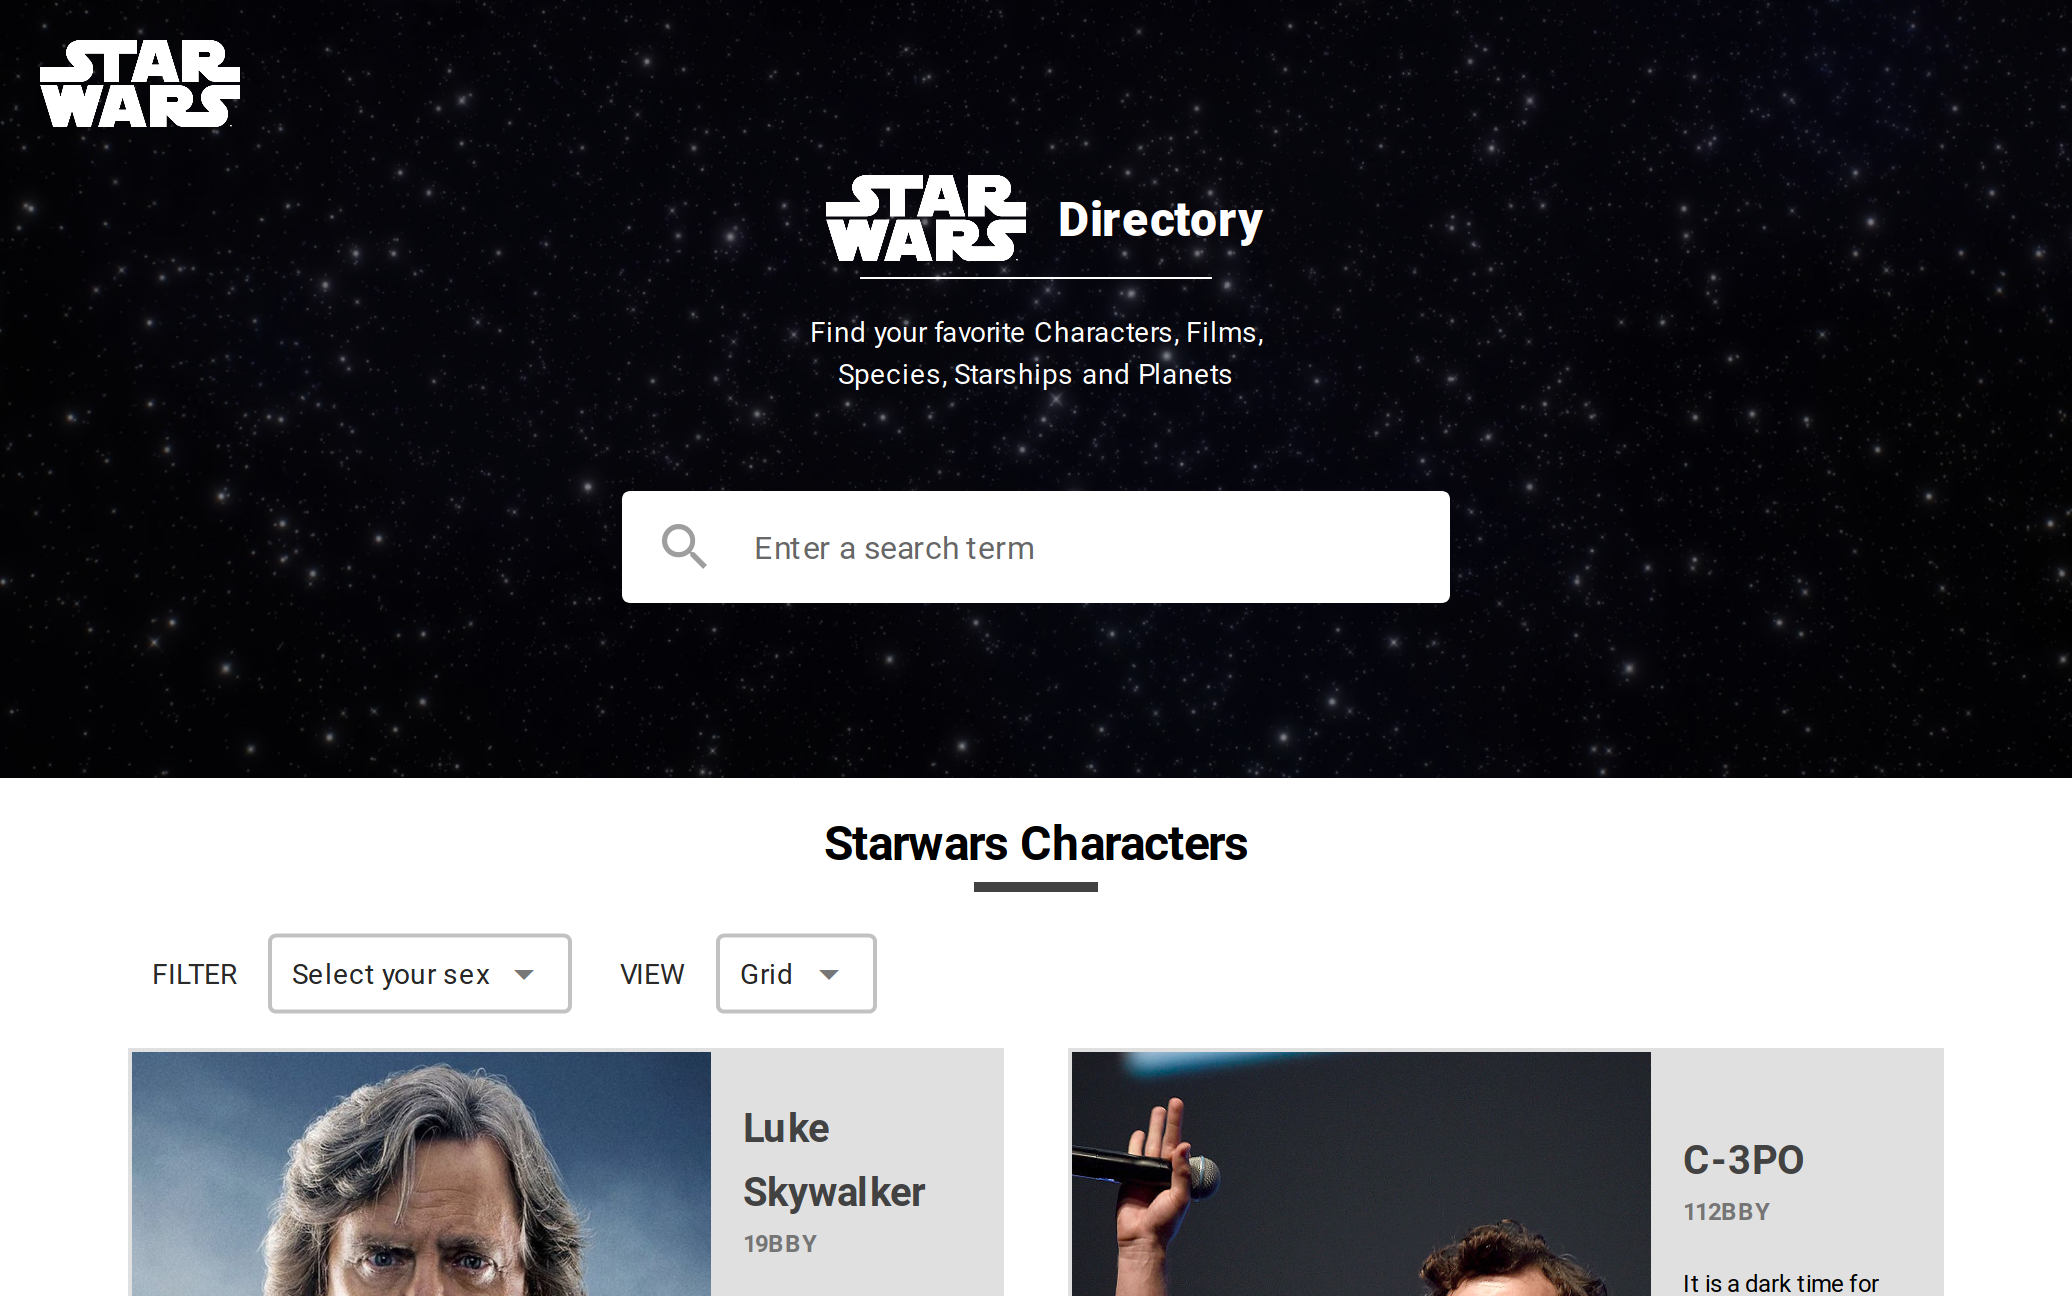 STAR
WARS
STAR
WARS
Directory
Find your favorite Characters, Films,
Species, Starships and Planets
Enter a search term
Starwars Characters
FILTER
Select your sex
VIEW
Grid
Luke
Skywalker
19BBY
C-3PO
112BBY
It is a dark time for